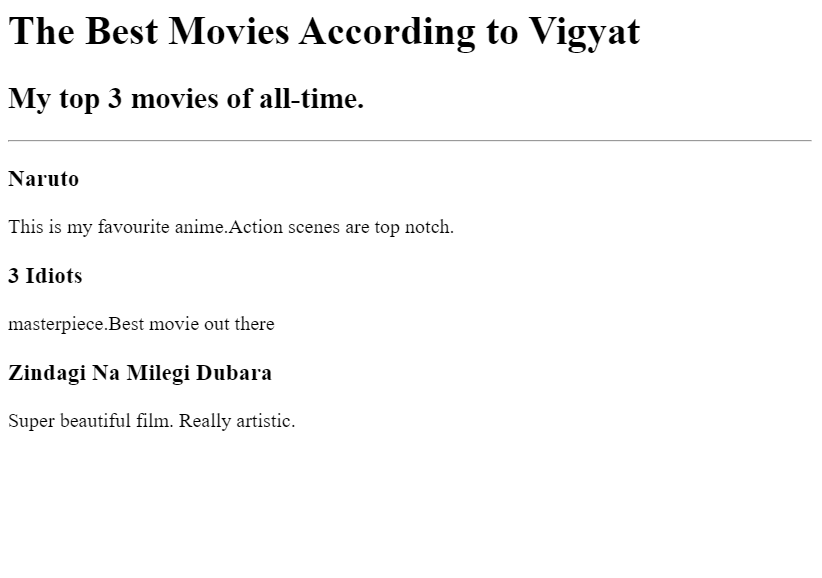 The Best Movies According to Vigyat
My top 3 movies of all-time.
Naruto
This is my favourite anime.Action scenes are top notch.
3 Idiots
masterpiece.Best movie out there
Zindagi Na Milegi Dubara
Super beautiful film. Really artistic.